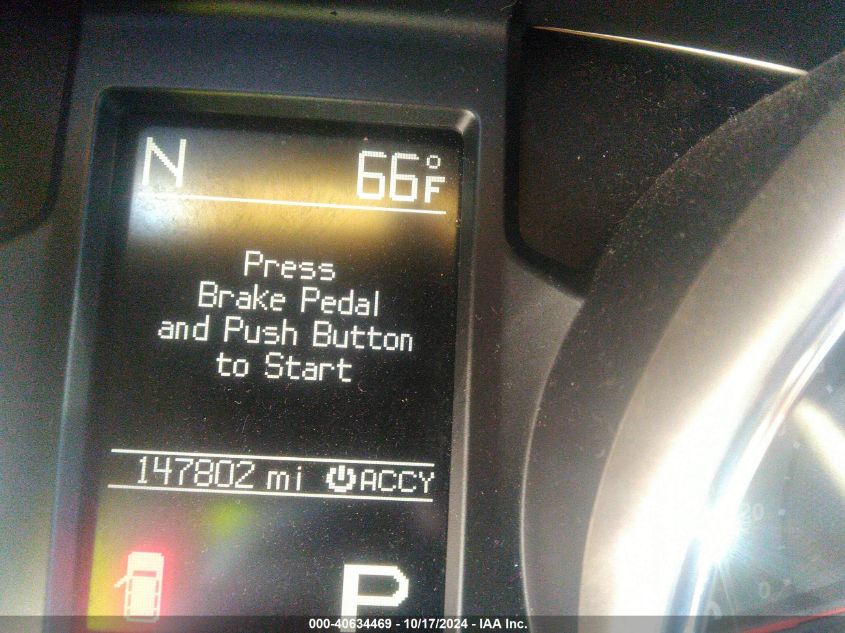 N 66°F
Press
Brake Pedal
and Push Button
to Start
147802 mi ACCY
P
20
000-40634469 - 10/17/2024 - IAA Inc.